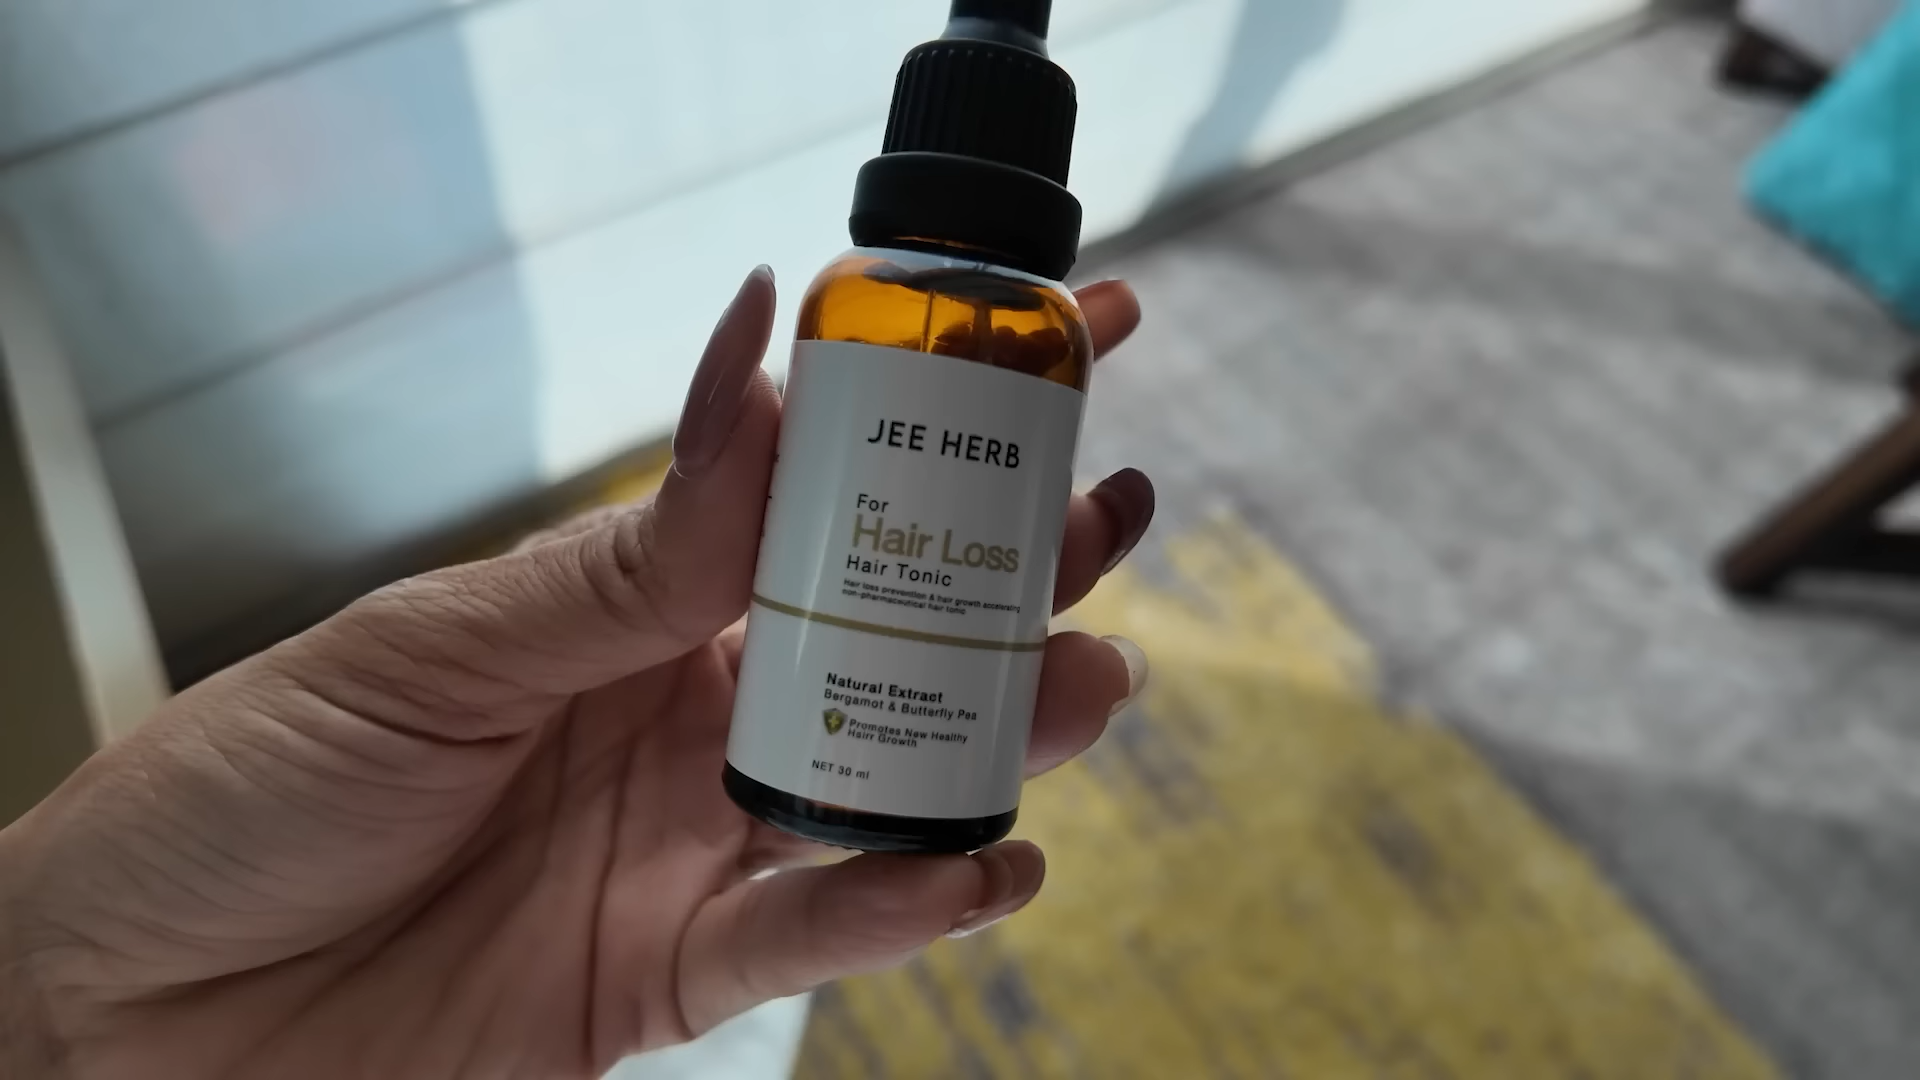 JEE HERB
For
Hair Loss
Hair Tonic
Hair loss prevention & hair growth accelerating
non-pharmaceutical hair tonic
Natural Extract
Bergamot & Butterfly Pea
Promotes New Healthy
Hairr Growth
NET 30 ml